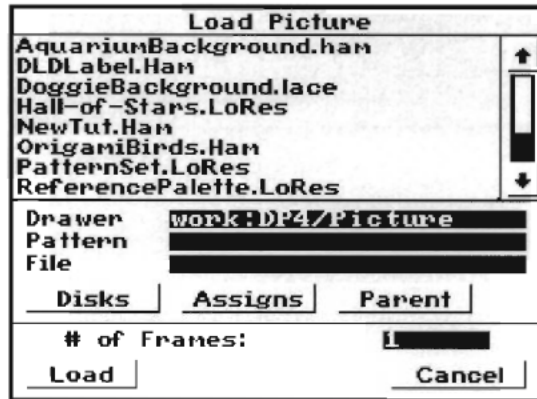 Load Picture
AquariumBackground.ham
DLDLabel.Ham
DoggieBackground.lace
Hall-of-Stars.LoRes
NewTut.Ham
OrigamiBirds.Ham
PatternSet.LoRes
ReferencePalette.LoRes
Drawer work:DP4/Picture
Pattern
File
Disks Assigns Parent
# of Frames: 1
Load Cancel